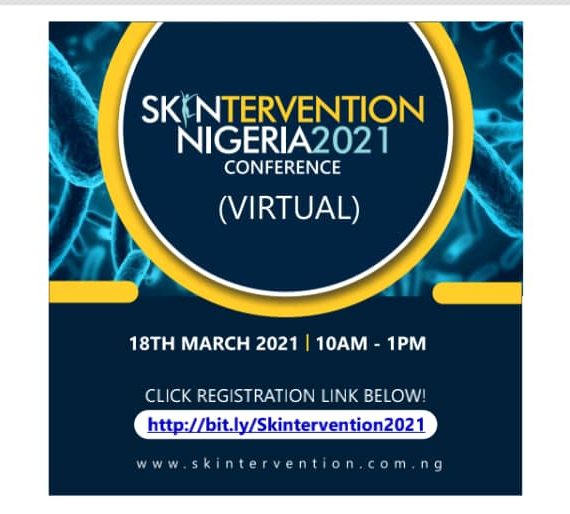 SKINTERVENTION
NIGERIA2021
CONFERENCE
(VIRTUAL)
18TH MARCH 2021 | 10AM - 1PM
CLICK REGISTRATION LINK BELOW!
http://bit.ly/Skintervention2021
www.skintervention.com.ng